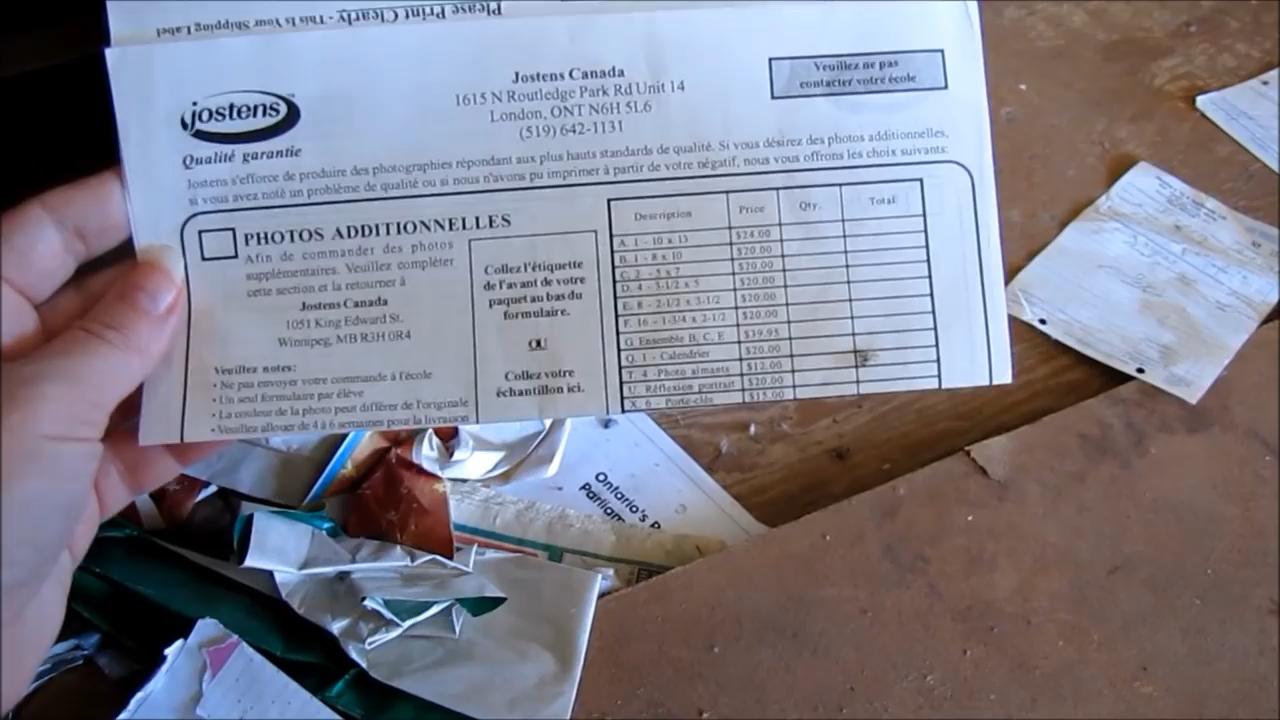 Please Print Clearly - This Is Your Shipping Label
jostens
Qualité garantie
Jostens Canada
1615 N Routledge Park Rd Unit 14
London, ONT N6H 5L6
(519) 642-1131
Veuillez ne pas
contacter votre école
Jostens s'efforce de produire des photographies répondant aux plus hauts standards de qualité. Si vous désirez des photos additionnelles,
si vous avez noté un problème de qualité ou si nous n'avons pu imprimer à partir de votre négatif, nous vous offrons les choix suivants:
PHOTOS ADDITIONNELLES
Afin de commander des photos
supplémentaires. Veuillez compléter
cette section et la retourner à
Jostens Canada
1051 King Edward St.
Winnipeg, MB R3H 0R4
Veuillez notes:
• Ne pas envoyer votre commande à l'école
• Un seul formulaire par élève
• La couleur de la photo peut différer de l'originale
• Veuillez allouer de 4 à 6 semaines pour la livraison
Collez l'étiquette
de l'avant de votre
paquet au bas du
formulaire.
OU
Collez votre
échantillon ici.
Description Price Qty. Total
A. 1 - 10 x 13 $24.00
B. 1 - 8 x 10 $20.00
C. 2 - 5 x 7 $20.00
D. 4 - 3-1/2 x 5 $20.00
E. 8 - 2-1/2 x 3-1/2 $20.00
F. 16 - 1-3/4 x 2-1/2 $20.00
G. Ensemble B, C, E $39.95
Q. 1 - Calendrier $20.00
T. 4 - Photo aimants $12.00
U. Réflexion portrait $20.00
X. 6 - Porte-clés $15.00
Ontario's P
Parliam